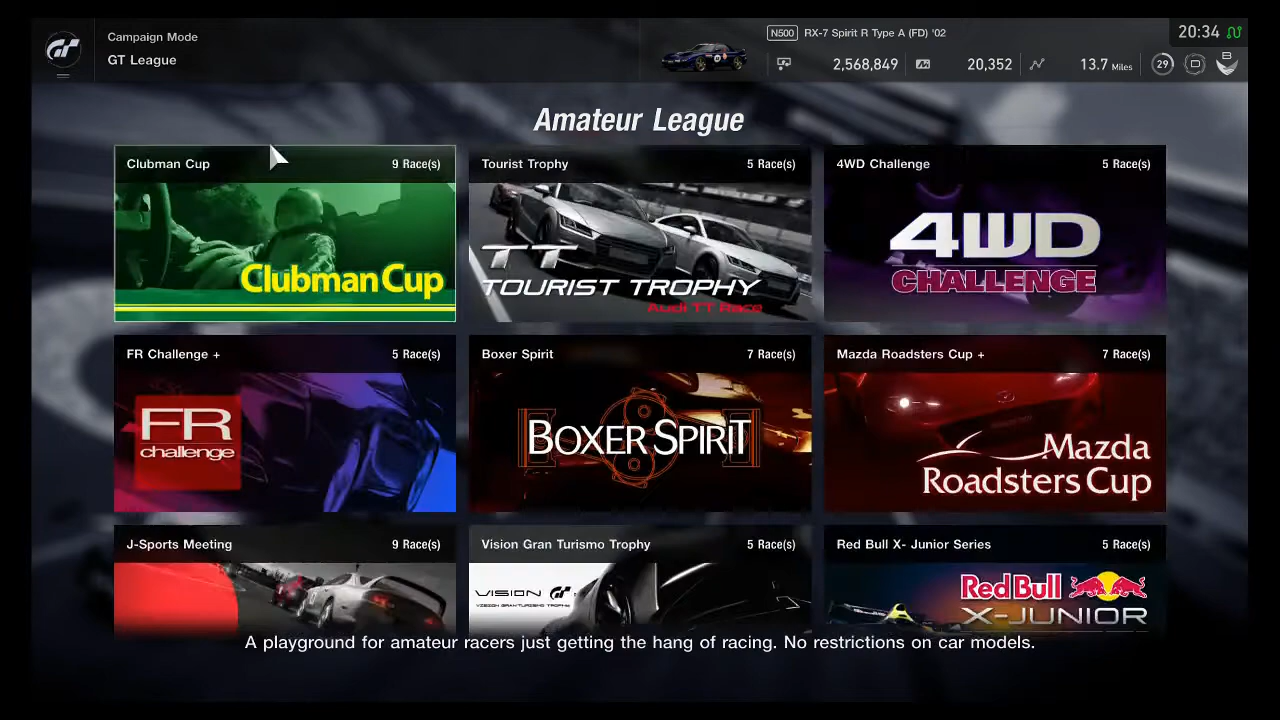 Campaign Mode
GT League
N500 RX-7 Spirit R Type A (FD) '02
2,568,849 20,352 13.7 Miles 29
20:34
Amateur League
Clubman Cup 9 Race(s)
Clubman Cup
Tourist Trophy 5 Race(s)
TT
TOURIST TROPHY
Audi TT Race
4WD Challenge 5 Race(s)
4WD
CHALLENGE
FR Challenge + 5 Race(s)
FR
challenge
Boxer Spirit 7 Race(s)
BOXER SPIRIT
Mazda Roadsters Cup + 7 Race(s)
Mazda
Roadsters Cup
J-Sports Meeting 9 Race(s)
Vision Gran Turismo Trophy 5 Race(s)
VISION GT
VISION GRAN TURISMO TROPHY
Red Bull X- Junior Series 5 Race(s)
Red Bull
X-JUNIOR
A playground for amateur racers just getting the hang of racing. No restrictions on car models.